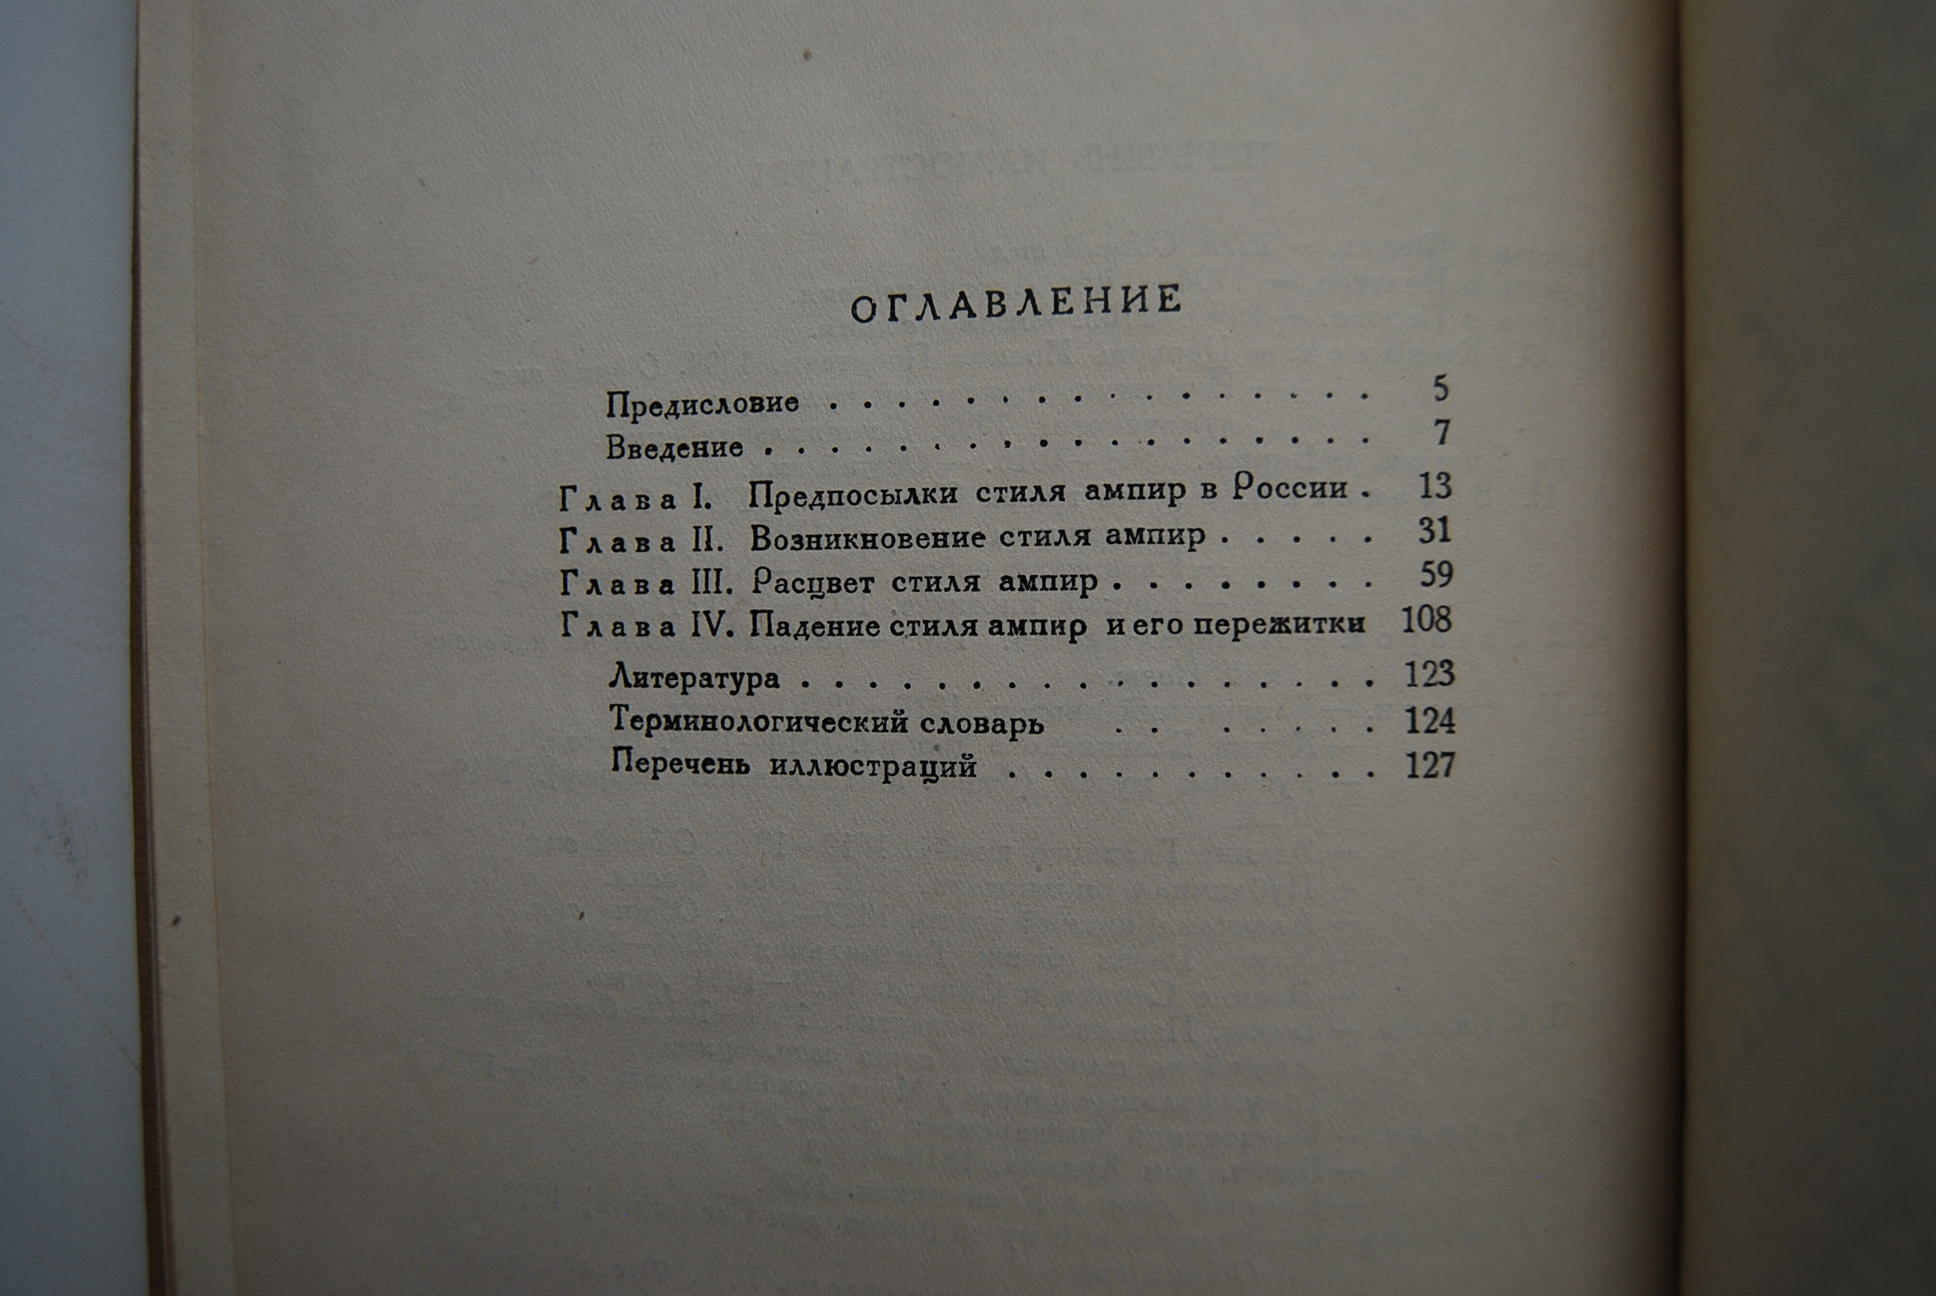 ОГЛАВЛЕНИЕ
Предисловие . . . . . . . . . . . . . . . . 5
Введение . . . . . . . . . . . . . . . . . . 7
Глава I. Предпосылки стиля ампир в России . 13
Глава II. Возникновение стиля ампир . . . . . 31
Глава III. Расцвет стиля ампир . . . . . . . . 59
Глава IV. Падение стиля ампир и его пережитки 108
Литература . . . . . . . . . . . . . . . . . 123
Терминологический словарь . . . . . . . 124
Перечень иллюстраций . . . . . . . . . . . 127